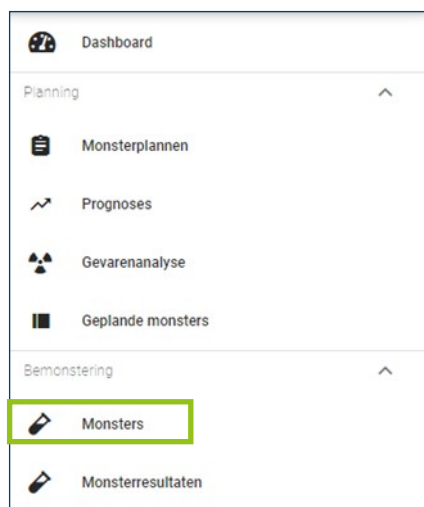 Dashboard
Planning
Monsterplannen
Prognoses
Gevarenanalyse
Geplande monsters
Bemonstering
Monsters
Monsterresultaten